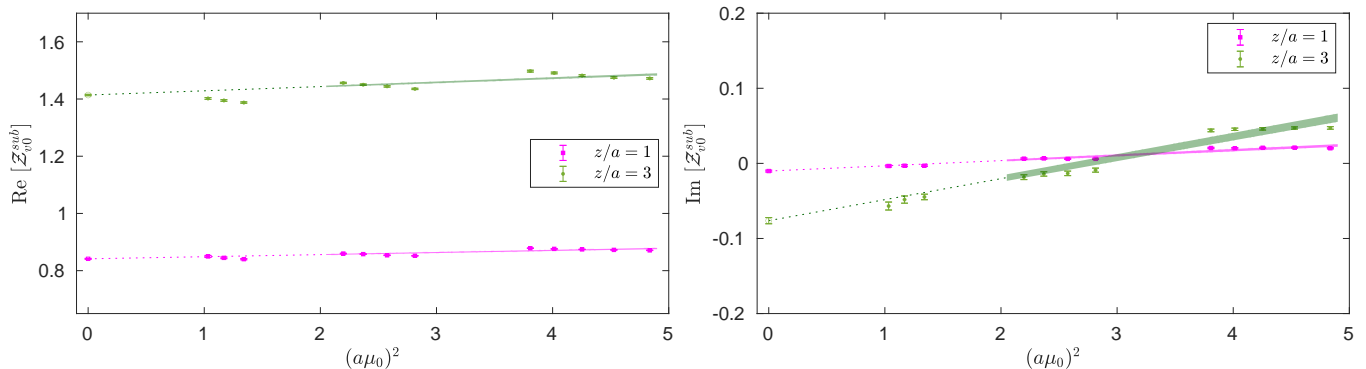 1.6
1.4
1.2
1
0.8
Re [𝒵_{v0}^{sub}]
z/a = 1
z/a = 3
0 1 2 3 4 5
(aμ₀)²
0.2
0.1
0
-0.1
-0.2
Im [𝒵_{v0}^{sub}]
z/a = 1
z/a = 3
0 1 2 3 4 5
(aμ₀)²